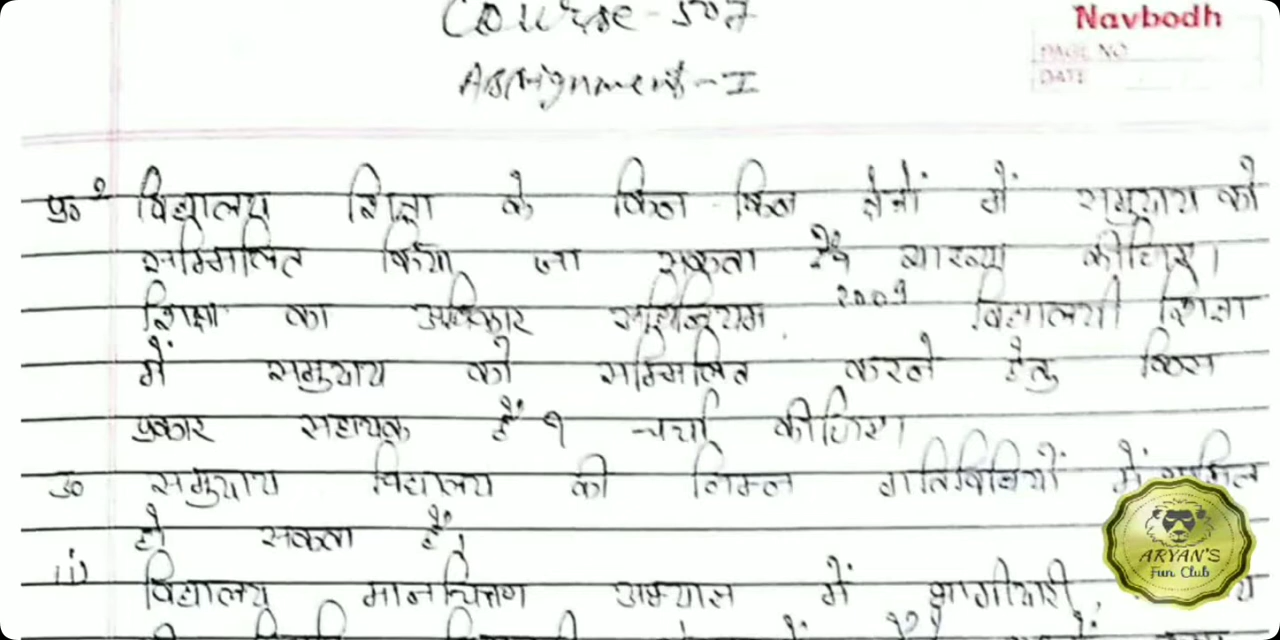 Course - 507
Navbodh
PAGE NO
DATE
Assignment - I
प्र० विद्यालय शिक्षा के किन-किन क्षेत्रों में समुदाय को
सम्मिलित किया जा सकता है? व्याख्या कीजिए।
शिक्षा का अधिकार अधिनियम 2009 विद्यालयी शिक्षा
में समुदाय को सम्मिलित करने हेतु किस
प्रकार सहायक हैं? चर्चा कीजिए।
उ० समुदाय विद्यालय की निम्न गतिविधियों में शामिल
हो सकता है।
विद्यालय मानचित्रण अभ्यास में भागीदारी
ARYAN'S
Fun Club